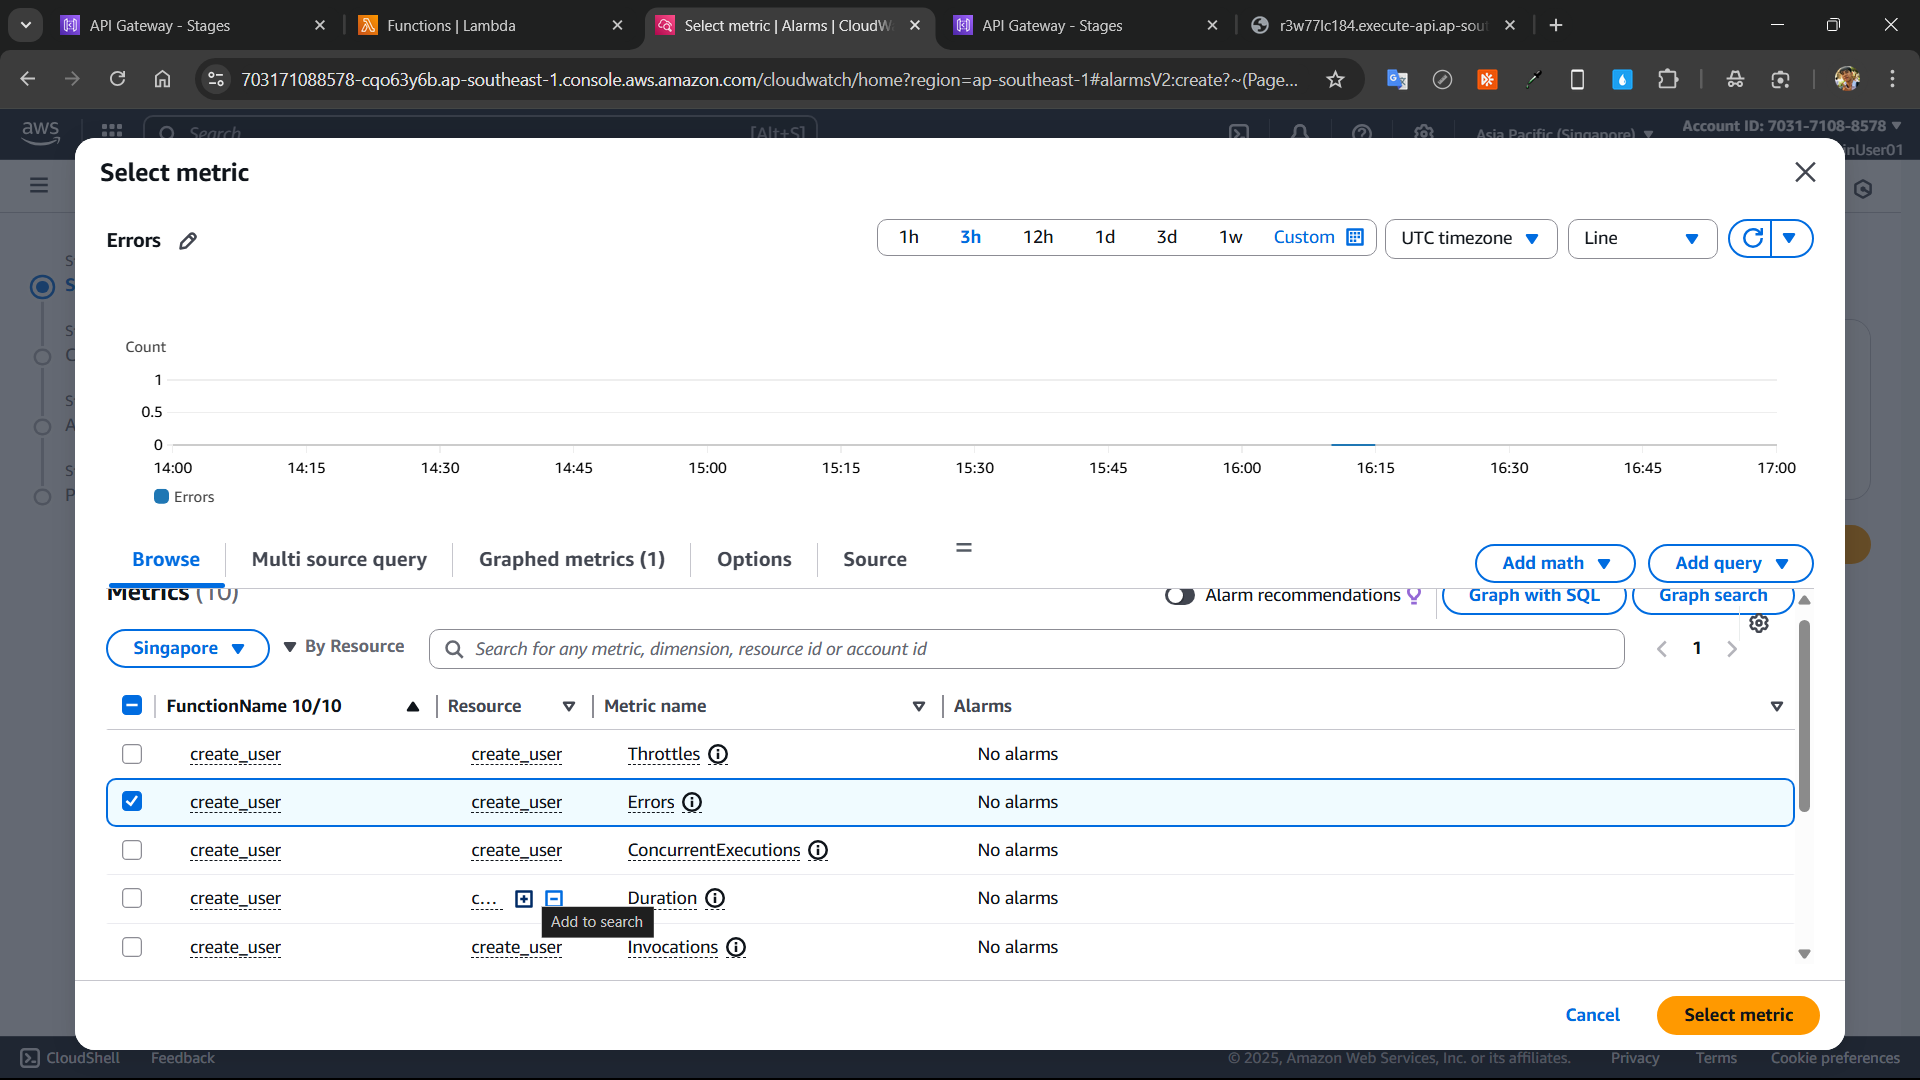 API Gateway - Stages
Functions | Lambda
Select metric | Alarms | CloudW
API Gateway - Stages
r3w77lc184.execute-api.ap-sout
703171088578-cqo63y6b.ap-southeast-1.console.aws.amazon.com/cloudwatch/home?region=ap-southeast-1#alarmsV2:create?~(Page...
aws
Search
[Alt+S]
Asia Pacific (Singapore)
Account ID: 7031-7108-8578
inUser01
Select metric
Errors
1h
3h
12h
1d
3d
1w
Custom
UTC timezone
Line
Count
1
0.5
0
14:00
14:15
14:30
14:45
15:00
15:15
15:30
15:45
16:00
16:15
16:30
16:45
17:00
Errors
Browse
Multi source query
Graphed metrics (1)
Options
Source
Add math
Add query
Metrics (10)
Alarm recommendations
Graph with SQL
Graph search
Singapore
By Resource
Search for any metric, dimension, resource id or account id
1
FunctionName 10/10
Resource
Metric name
Alarms
create_user create_user Throttles No alarms
create_user create_user Errors No alarms
create_user create_user ConcurrentExecutions No alarms
create_user c... Duration No alarms
Add to search
create_user create_user Invocations No alarms
Cancel
Select metric
CloudShell
Feedback
© 2025, Amazon Web Services, Inc. or its affiliates.
Privacy
Terms
Cookie preferences